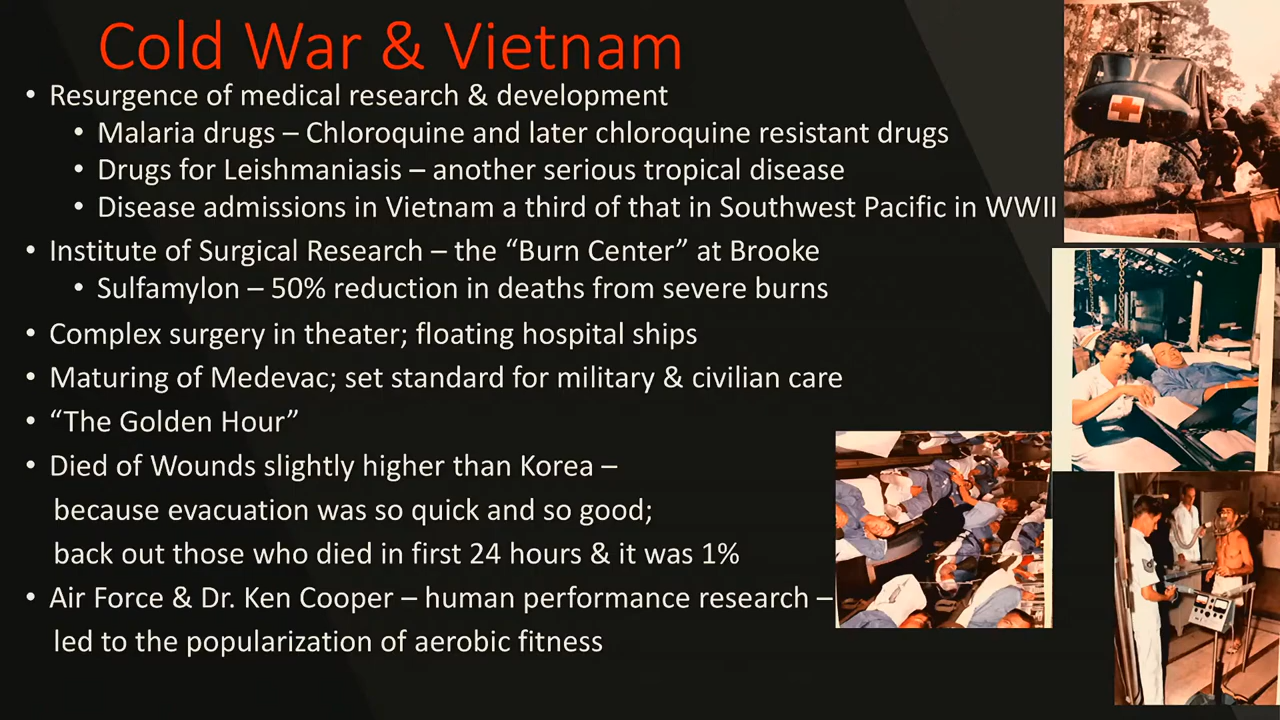 Cold War & Vietnam
• Resurgence of medical research & development
• Malaria drugs – Chloroquine and later chloroquine resistant drugs
• Drugs for Leishmaniasis – another serious tropical disease
• Disease admissions in Vietnam a third of that in Southwest Pacific in WWII
• Institute of Surgical Research – the “Burn Center” at Brooke
• Sulfamylon – 50% reduction in deaths from severe burns
• Complex surgery in theater; floating hospital ships
• Maturing of Medevac; set standard for military & civilian care
• “The Golden Hour”
• Died of Wounds slightly higher than Korea –
because evacuation was so quick and so good;
back out those who died in first 24 hours & it was 1%
• Air Force & Dr. Ken Cooper – human performance research –
led to the popularization of aerobic fitness